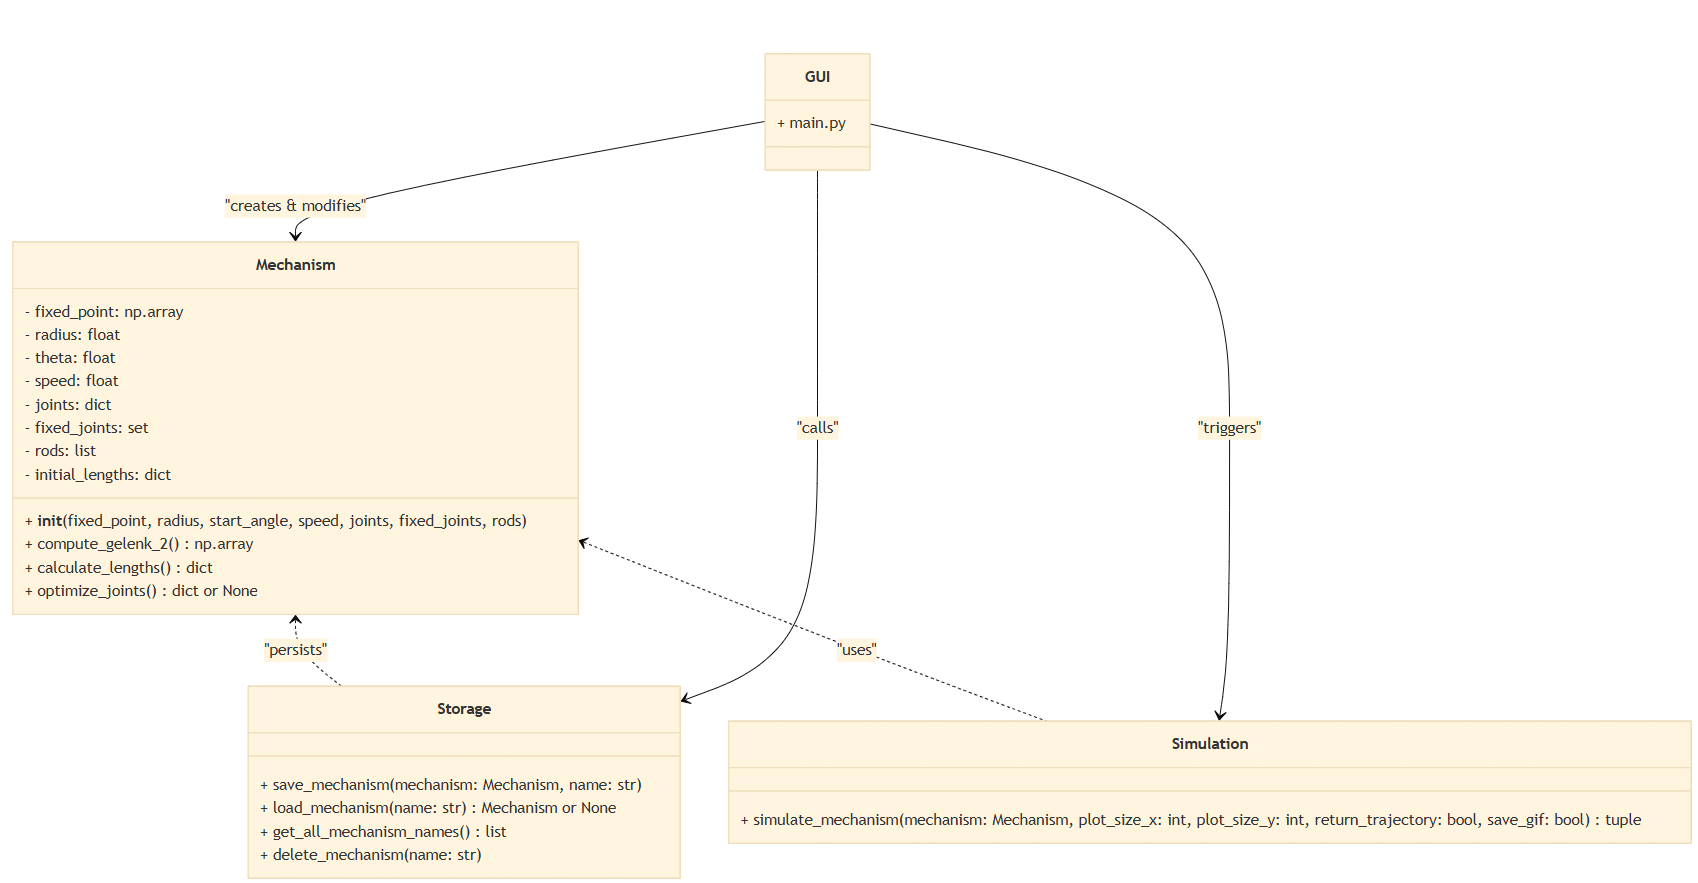 GUI
+ main.py
"creates & modifies"
Mechanism
- fixed_point: np.array
- radius: float
- theta: float
- speed: float
- joints: dict
- fixed_joints: set
- rods: list
- initial_lengths: dict
+ init(fixed_point, radius, start_angle, speed, joints, fixed_joints, rods)
+ compute_gelenk_2() : np.array
+ calculate_lengths() : dict
+ optimize_joints() : dict or None
"calls"
"triggers"
"persists"
"uses"
Storage
+ save_mechanism(mechanism: Mechanism, name: str)
+ load_mechanism(name: str) : Mechanism or None
+ get_all_mechanism_names() : list
+ delete_mechanism(name: str)
Simulation
+ simulate_mechanism(mechanism: Mechanism, plot_size_x: int, plot_size_y: int, return_trajectory: bool, save_gif: bool) : tuple